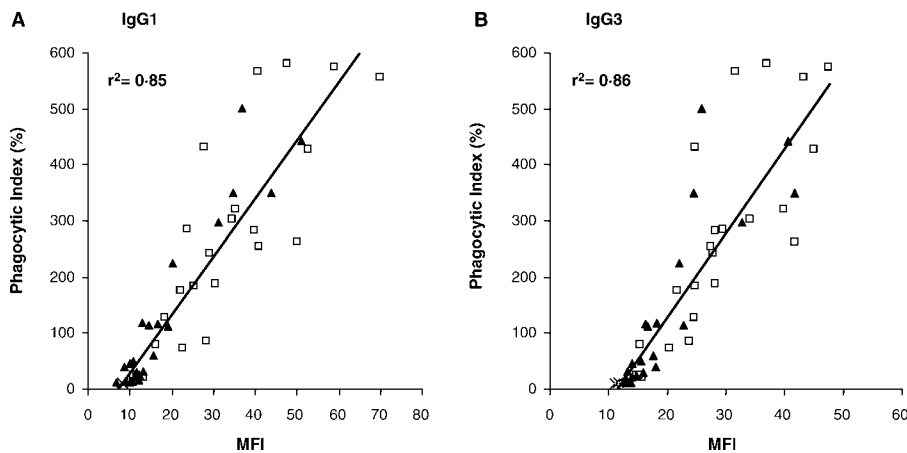 A
IgG1
600
500
400
300
200
100
0
r²= 0·85
Phagocytic Index (%)
0 10 20 30 40 50 60 70 80
MFI
B
IgG3
600
500
400
300
200
100
0
r²= 0·86
Phagocytic Index (%)
0 10 20 30 40 50 60
MFI